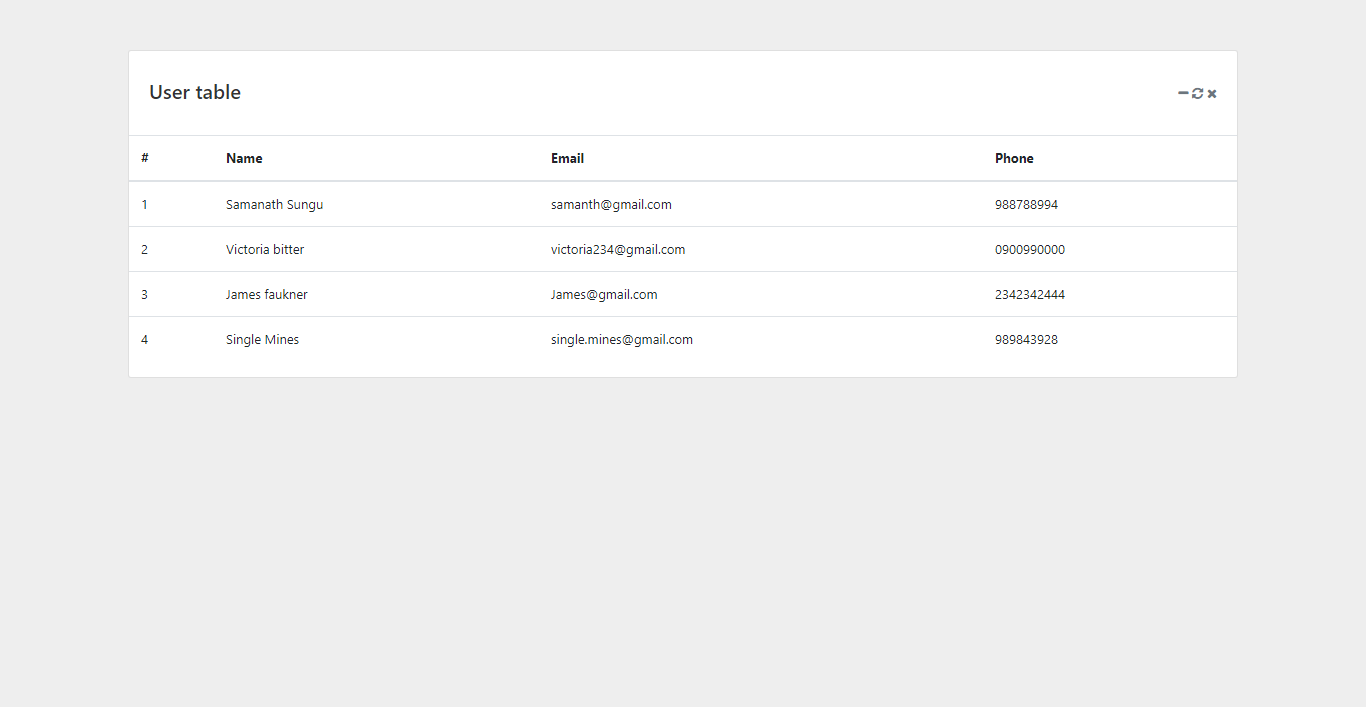 User table
# Name Email Phone
1 Samanath Sungu samanth@gmail.com 988788994
2 Victoria bitter victoria234@gmail.com 0900990000
3 James faukner James@gmail.com 2342342444
4 Single Mines single.mines@gmail.com 989843928